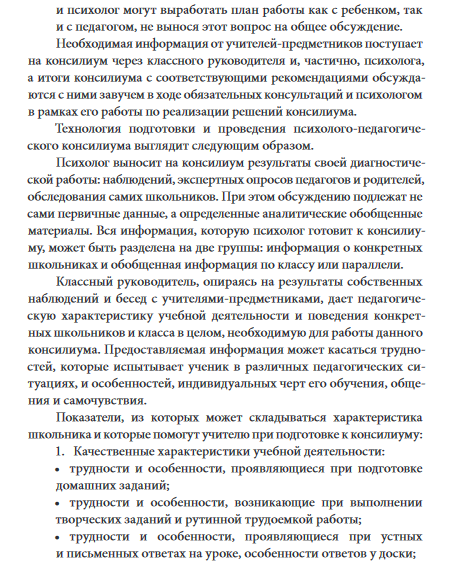 и психолог могут выработать план работы как с ребенком, так
и с педагогом, не вынося этот вопрос на общее обсуждение.
Необходимая информация от учителей-предметников поступает
на консилиум через классного руководителя и, частично, психолога,
а итоги консилиума с соответствующими рекомендациями обсужда-
ются с ними завучем в ходе обязательных консультаций и психологом
в рамках его работы по реализации решений консилиума.
Технология подготовки и проведения психолого-педагогиче-
ского консилиума выглядит следующим образом.
Психолог выносит на консилиум результаты своей диагностиче-
ской работы: наблюдений, экспертных опросов педагогов и родителей,
обследования самих школьников. При этом обсуждению подлежат не
сами первичные данные, а определенные аналитические обобщенные
материалы. Вся информация, которую психолог готовит к консилиу-
му, может быть разделена на две группы: информация о конкретных
школьниках и обобщенная информация по классу или параллели.
Классный руководитель, опираясь на результаты собственных
наблюдений и бесед с учителями-предметниками, дает педагогиче-
скую характеристику учебной деятельности и поведения конкрет-
ных школьников и класса в целом, необходимую для работы данного
консилиума. Предоставляемая информация может касаться трудно-
стей, которые испытывает ученик в различных педагогических си-
туациях, и особенностей, индивидуальных черт его обучения, обще-
ния и самочувствия.
Показатели, из которых может складываться характеристика
школьника и которые помогут учителю при подготовке к консилиуму:
1. Качественные характеристики учебной деятельности:
• трудности и особенности, проявляющиеся при подготовке
домашних заданий;
• трудности и особенности, возникающие при выполнении
творческих заданий и рутинной трудоемкой работы;
• трудности и особенности, проявляющиеся при устных
и письменных ответах на уроке, особенности ответов у доски;